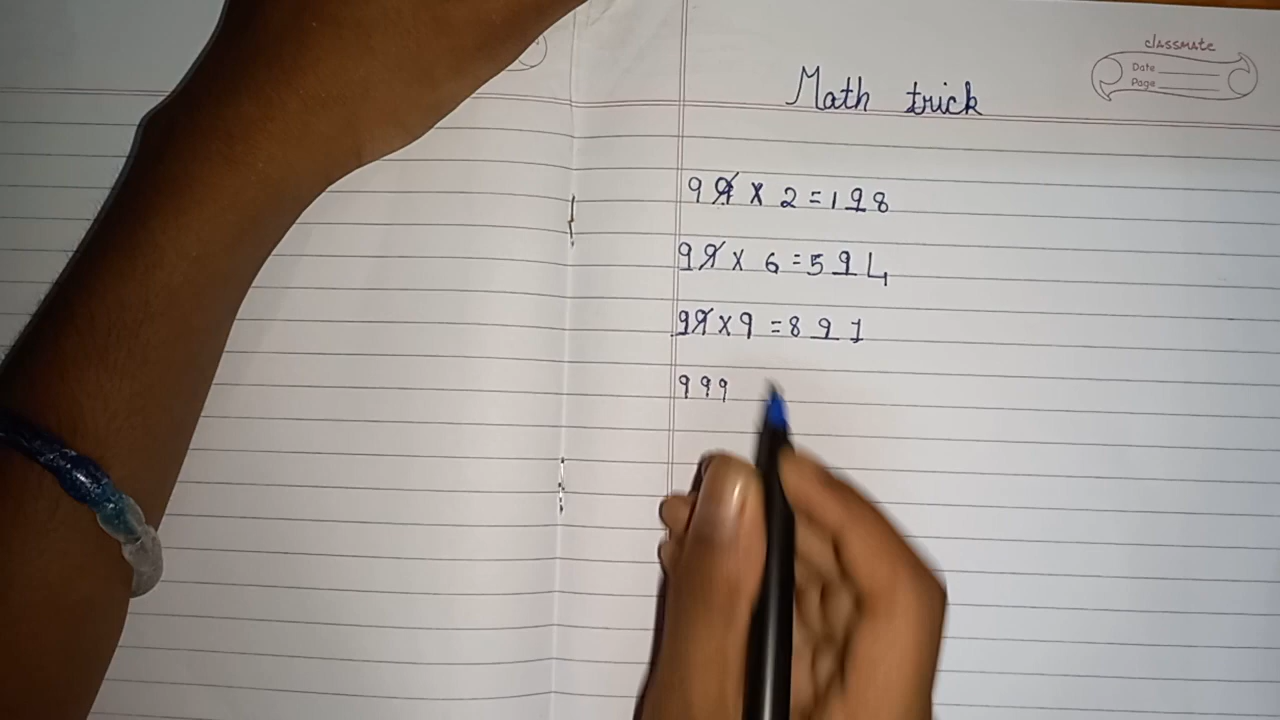 classmate
Date
Page
Math trick
99 x 2 = 198
99 x 6 = 594
99 x 9 = 891
999